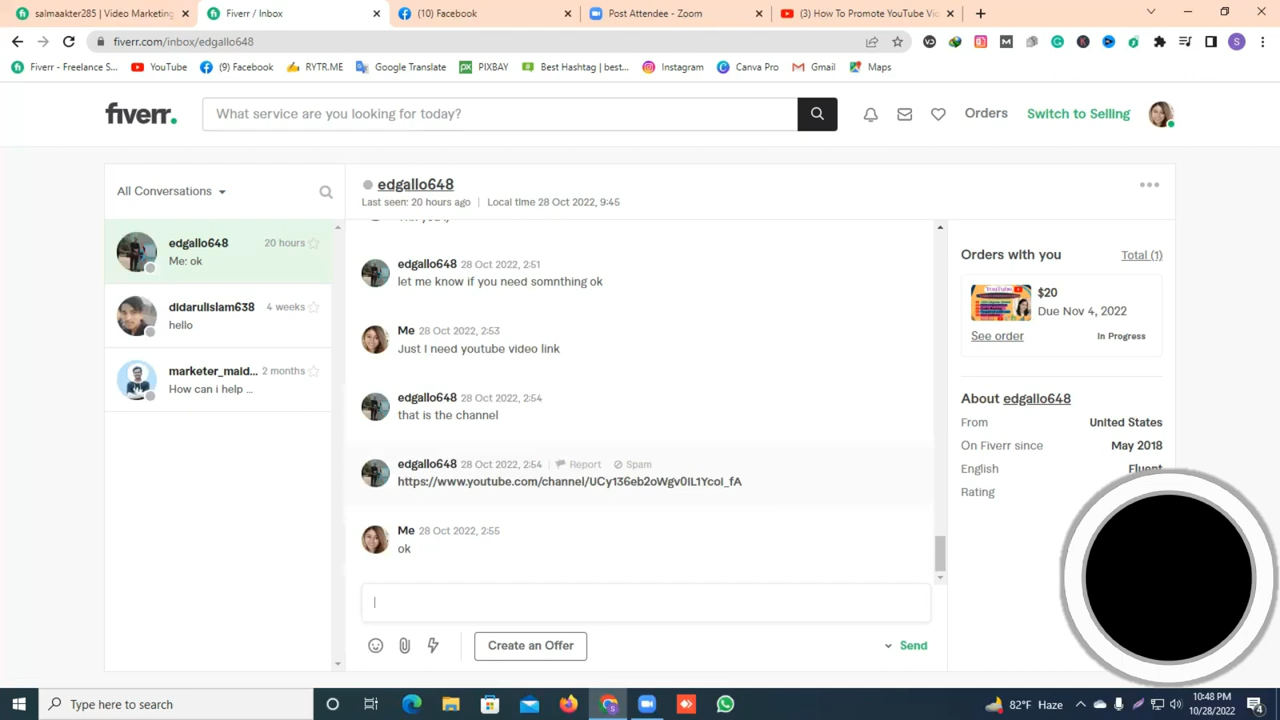 salmaakter285 | Video Marketing
Fiverr / Inbox
(10) Facebook
Post Attendee - Zoom
(3) How To Promote YouTube Vi
fiverr.com/inbox/edgallo648
Fiverr - Freelance S...
YouTube
(9) Facebook
RYTR.ME
Google Translate
PIXBAY
Best Hashtag | best...
Instagram
Canva Pro
Gmail
Maps
fiverr.
What service are you looking for today?
Orders
Switch to Selling
All Conversations
edgallo648
Last seen: 20 hours ago | Local time 28 Oct 2022, 9:45
edgallo648 20 hours
Me: ok
didarulislam638 4 weeks
hello
marketer_maid... 2 months
How can i help ...
edgallo648 28 Oct 2022, 2:51
let me know if you need somnthing ok
Me 28 Oct 2022, 2:53
Just I need youtube video link
edgallo648 28 Oct 2022, 2:54
that is the channel
edgallo648 28 Oct 2022, 2:54 Report Spam
https://www.youtube.com/channel/UCy136eb2oWgv0IL1Ycol_fA
Me 28 Oct 2022, 2:55
ok
Create an Offer
Send
Orders with you Total (1)
YouTube
$20
Due Nov 4, 2022
See order In Progress
About edgallo648
From United States
On Fiverr since May 2018
English Fluent
Rating
Type here to search
82°F Haze
10:48 PM
10/28/2022
4